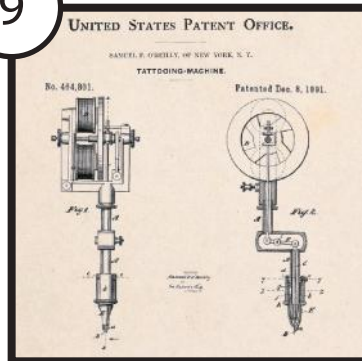 9
UNITED STATES PATENT OFFICE.
SAMUEL F. O'REILLY, OF NEW YORK, N. Y.
TATTOOING-MACHINE.
No. 464,801.
Patented Dec. 8, 1891.
Fig. 1.
Fig. 2.